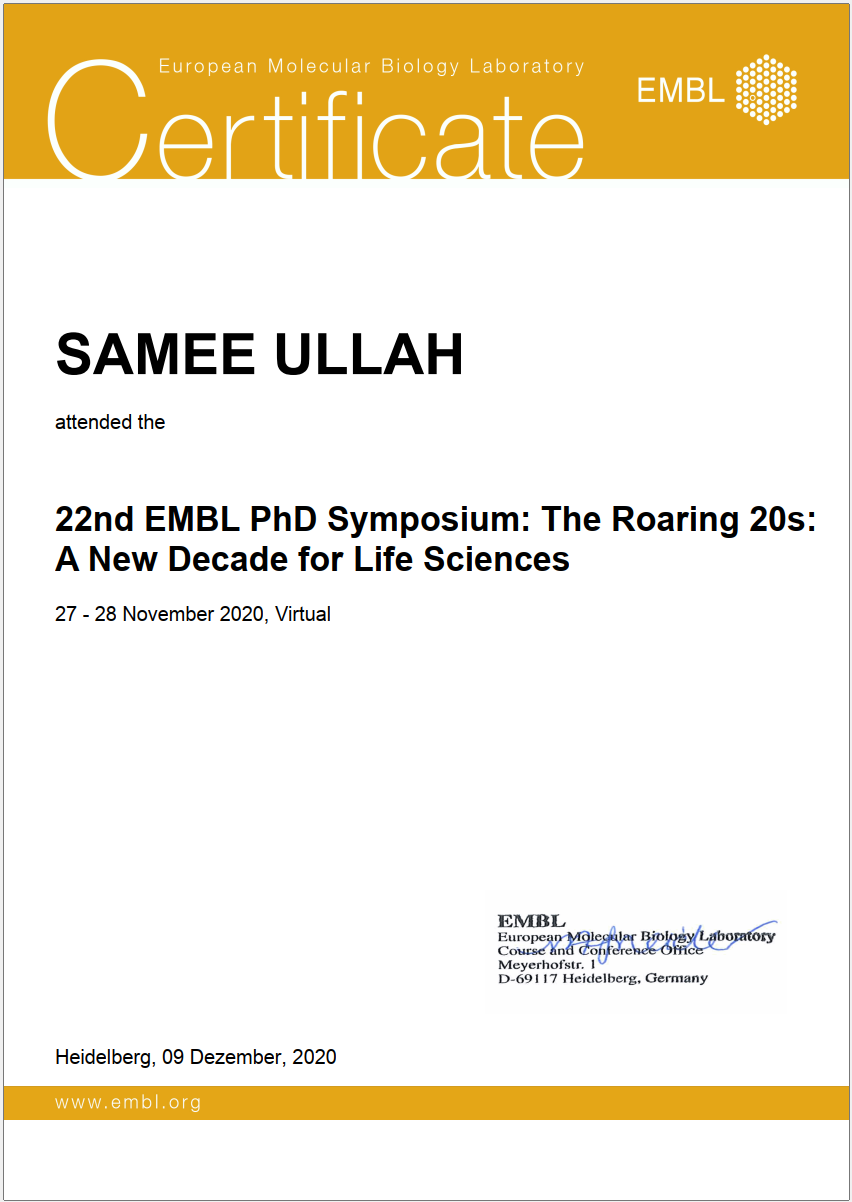 European Molecular Biology Laboratory
Certificate
EMBL
SAMEE ULLAH
attended the
22nd EMBL PhD Symposium: The Roaring 20s:
A New Decade for Life Sciences
27 - 28 November 2020, Virtual
EMBL
European Molecular Biology Laboratory
Course and Conference Office
Meyerhofstr. 1
D-69117 Heidelberg, Germany
Heidelberg, 09 Dezember, 2020
www.embl.org